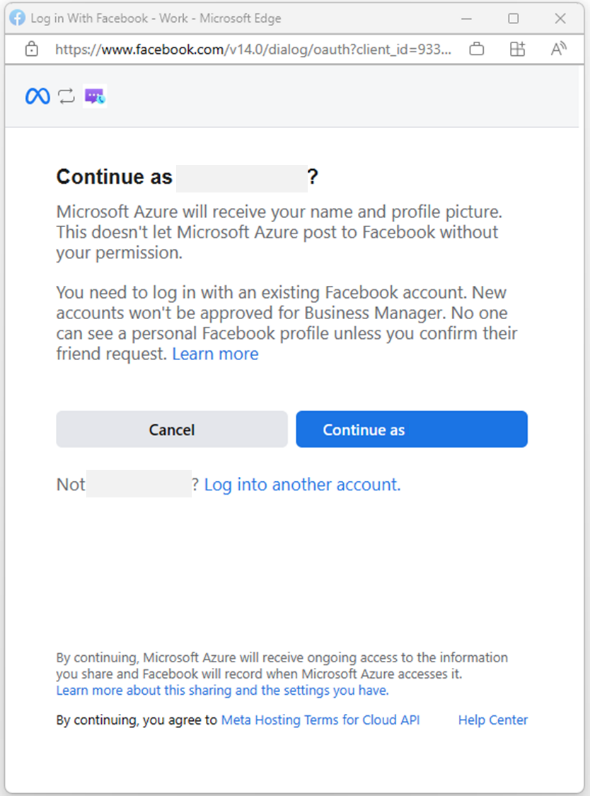 Log in With Facebook - Work - Microsoft Edge
https://www.facebook.com/v14.0/dialog/oauth?client_id=933...
Continue as ?
Microsoft Azure will receive your name and profile picture.
This doesn't let Microsoft Azure post to Facebook without
your permission.
You need to log in with an existing Facebook account. New
accounts won't be approved for Business Manager. No one
can see a personal Facebook profile unless you confirm their
friend request. Learn more
Cancel
Continue as
Not ? Log into another account.
By continuing, Microsoft Azure will receive ongoing access to the information
you share and Facebook will record when Microsoft Azure accesses it.
Learn more about this sharing and the settings you have.
By continuing, you agree to Meta Hosting Terms for Cloud API Help Center